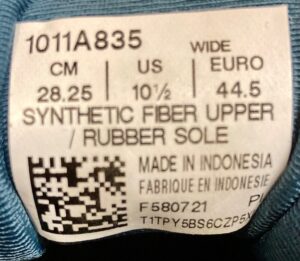 1011A835 WIDE
CM US EURO
28.25 10½ 44.5
SYNTHETIC FIBER UPPER
/ RUBBER SOLE
MADE IN INDONESIA
FABRIQUE EN INDONESIE
F580721
T1TPY5BS6CZP5X